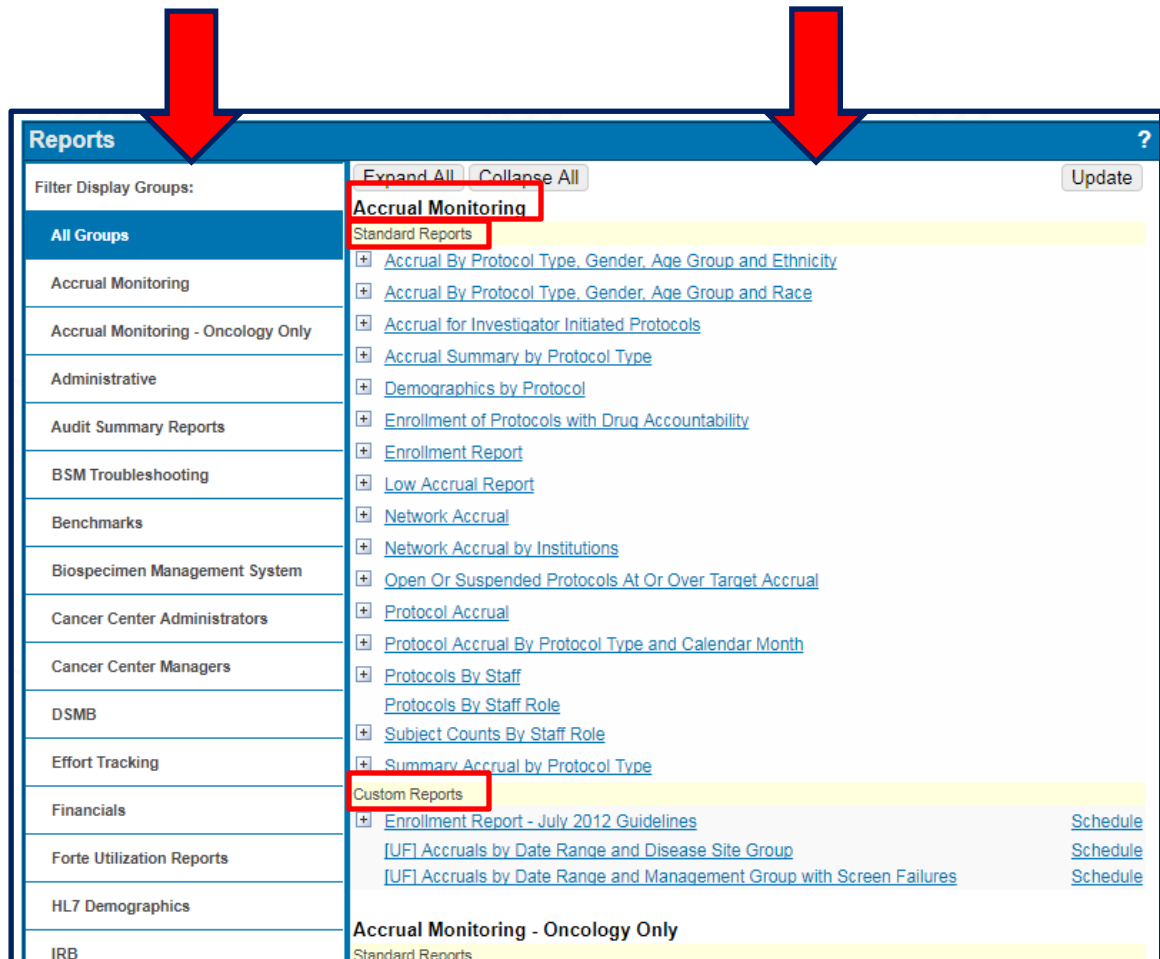 Reports
?
Filter Display Groups:
All Groups
Accrual Monitoring
Accrual Monitoring - Oncology Only
Administrative
Audit Summary Reports
BSM Troubleshooting
Benchmarks
Biospecimen Management System
Cancer Center Administrators
Cancer Center Managers
DSMB
Effort Tracking
Financials
Forte Utilization Reports
HL7 Demographics
IRB
Expand All Collapse All Update
Accrual Monitoring
Standard Reports
Accrual By Protocol Type, Gender, Age Group and Ethnicity
Accrual By Protocol Type, Gender, Age Group and Race
Accrual for Investigator Initiated Protocols
Accrual Summary by Protocol Type
Demographics by Protocol
Enrollment of Protocols with Drug Accountability
Enrollment Report
Low Accrual Report
Network Accrual
Network Accrual by Institutions
Open Or Suspended Protocols At Or Over Target Accrual
Protocol Accrual
Protocol Accrual By Protocol Type and Calendar Month
Protocols By Staff
Protocols By Staff Role
Subject Counts By Staff Role
Summary Accrual by Protocol Type
Custom Reports
Enrollment Report - July 2012 Guidelines Schedule
[UF] Accruals by Date Range and Disease Site Group Schedule
[UF] Accruals by Date Range and Management Group with Screen Failures Schedule
Accrual Monitoring - Oncology Only
Standard Reports